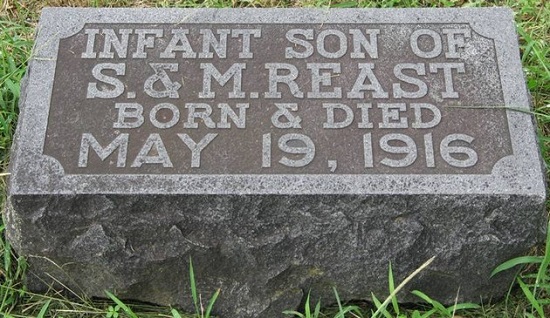 INFANT SON OF
S. & M. REAST
BORN & DIED
MAY 19, 1916